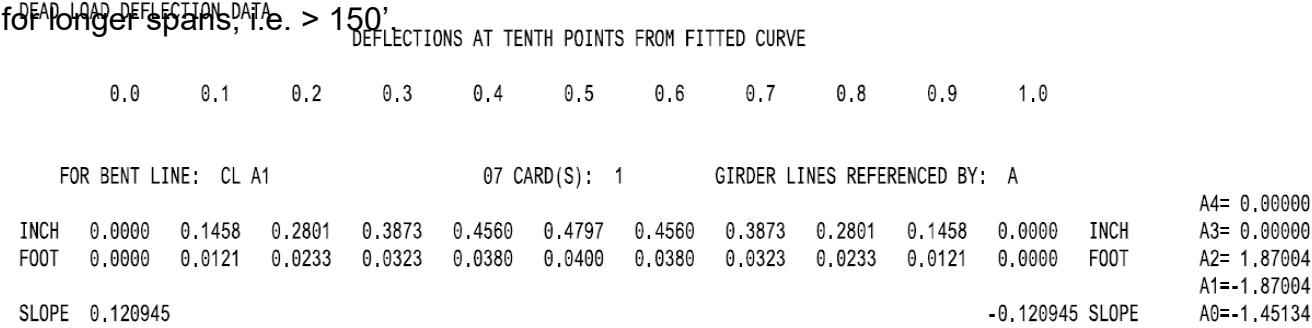 DEAD LOAD DEFLECTION DATA
for longer spans, i.e. > 150’.
DEFLECTIONS AT TENTH POINTS FROM FITTED CURVE
0.0 0.1 0.2 0.3 0.4 0.5 0.6 0.7 0.8 0.9 1.0
FOR BENT LINE: CL A1 07 CARD(S): 1 GIRDER LINES REFERENCED BY: A
A4= 0.00000
INCH 0.0000 0.1458 0.2801 0.3873 0.4560 0.4797 0.4560 0.3873 0.2801 0.1458 0.0000 INCH A3= 0.00000
FOOT 0.0000 0.0121 0.0233 0.0323 0.0380 0.0400 0.0380 0.0323 0.0233 0.0121 0.0000 FOOT A2= 1.87004
A1=-1.87004
SLOPE 0.120945 -0.120945 SLOPE A0=-1.45134